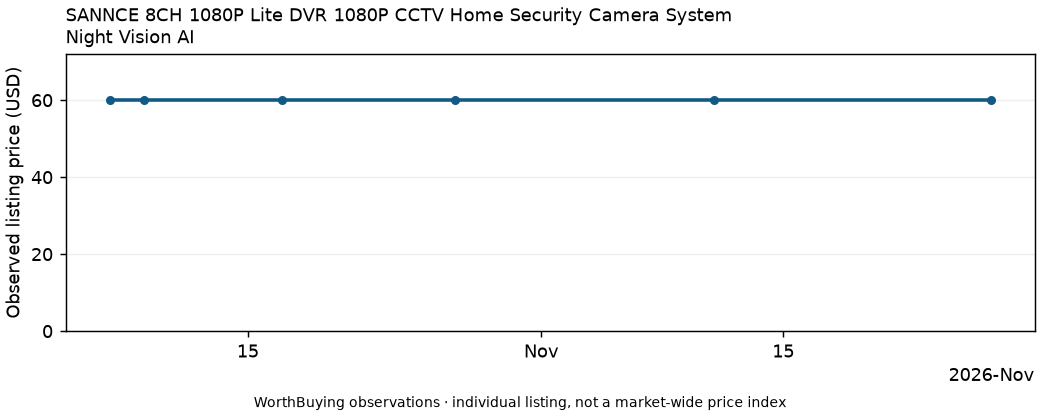 SANNCE 8CH 1080P Lite DVR 1080P CCTV Home Security Camera System
Night Vision AI
Observed listing price (USD)
60
40
20
0
15
Nov
15
2026-Nov
WorthBuying observations · individual listing, not a market-wide price index